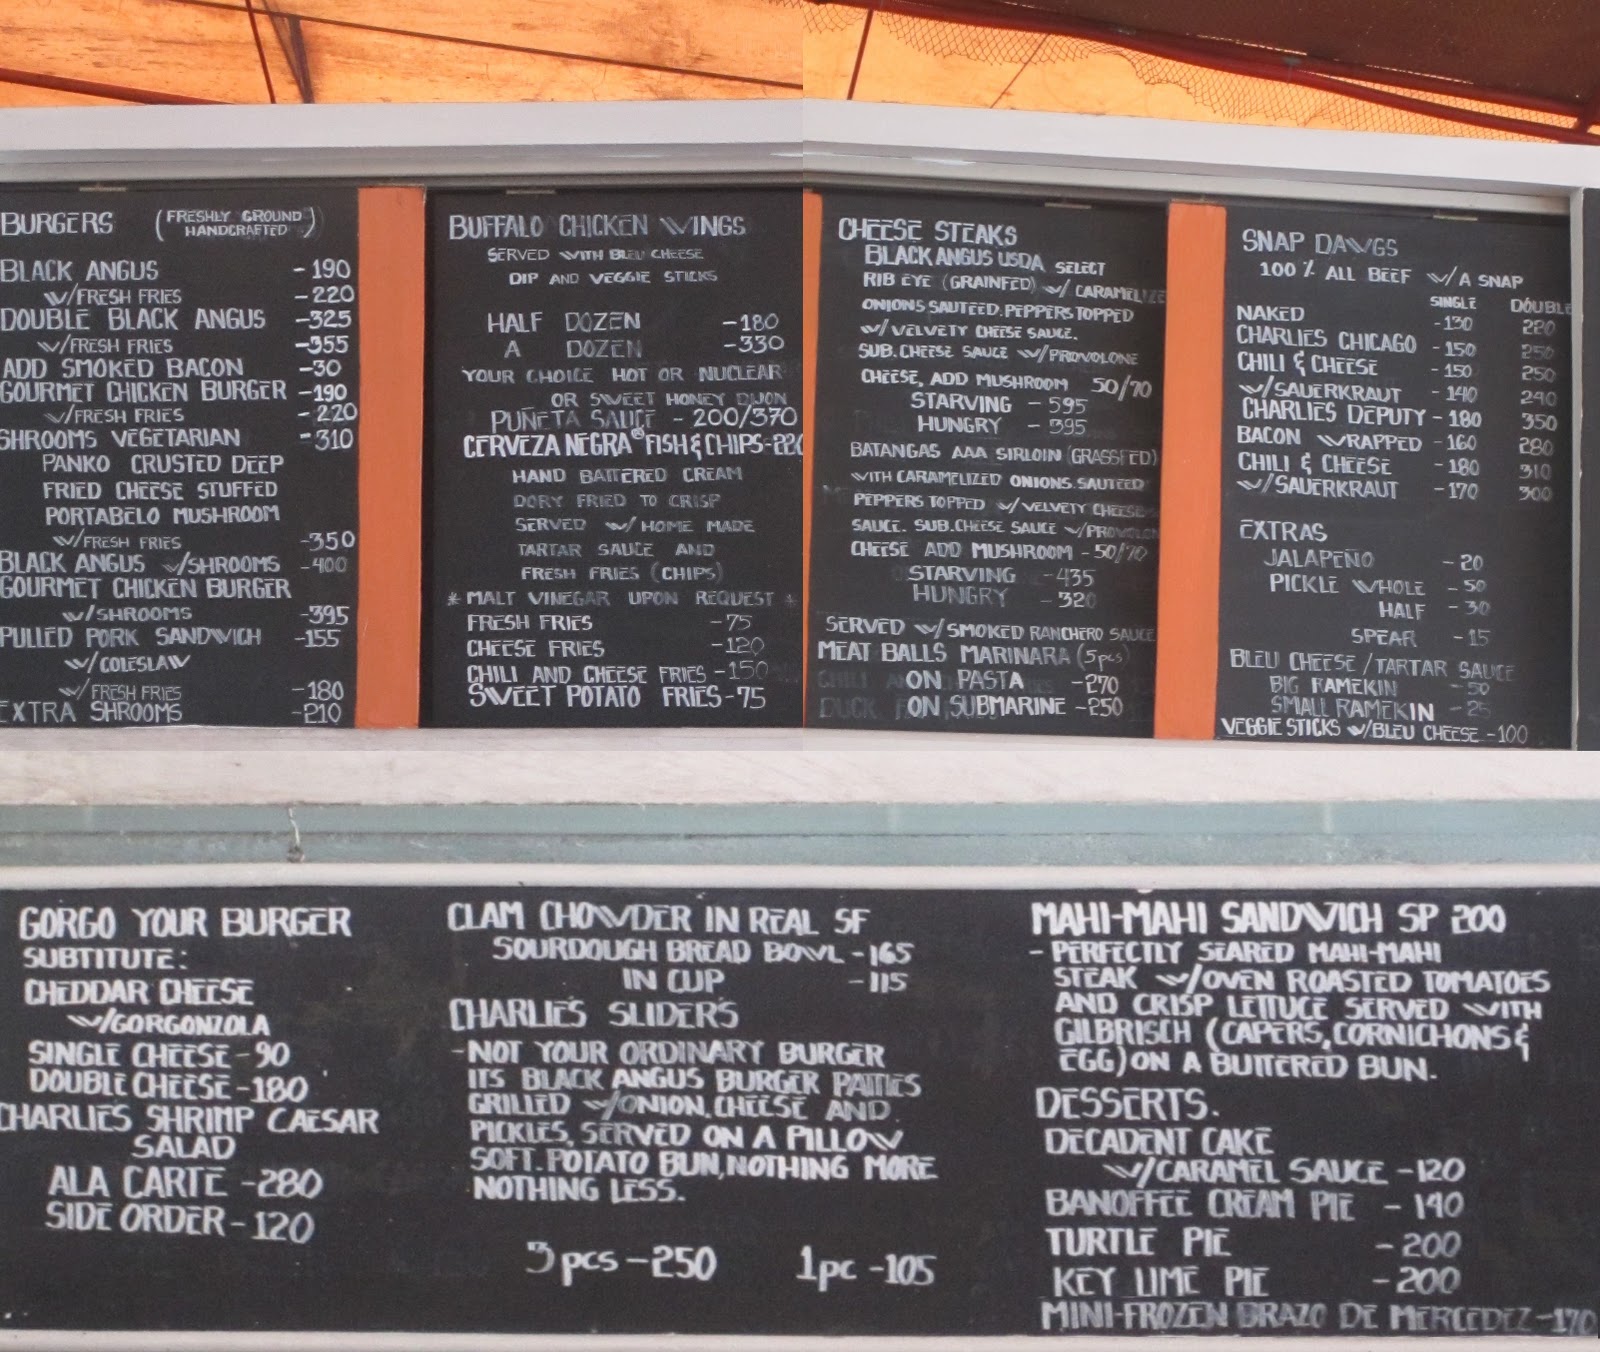 BURGERS (FRESHLY GROUND HANDCRAFTED)
BLACK ANGUS -190
W/FRESH FRIES -220
DOUBLE BLACK ANGUS -325
W/FRESH FRIES -355
ADD SMOKED BACON -30
GOURMET CHICKEN BURGER -190
W/FRESH FRIES -220
SHROOMS VEGETARIAN -310
PANKO CRUSTED DEEP
FRIED CHEESE STUFFED
PORTABELO MUSHROOM
W/FRESH FRIES -350
BLACK ANGUS W/SHROOMS -400
GOURMET CHICKEN BURGER
W/SHROOMS -395
PULLED PORK SANDWICH -155
W/COLESLAW
W/FRESH FRIES -180
EXTRA SHROOMS -210
BUFFALO CHICKEN WINGS
SERVED WITH BLEU CHEESE
DIP AND VEGGIE STICKS
HALF DOZEN -180
A DOZEN -330
YOUR CHOICE HOT OR NUCLEAR
OR SWEET HONEY DIJON
PUÑETA SAUCE - 200/370
CERVEZA NEGRA® FISH & CHIPS-220
HAND BATTERED CREAM
DORY FRIED TO CRISP
SERVED W/ HOME MADE
TARTAR SAUCE AND
FRESH FRIES (CHIPS)
* MALT VINEGAR UPON REQUEST *
FRESH FRIES -75
CHEESE FRIES -120
CHILI AND CHEESE FRIES -150
SWEET POTATO FRIES -75
CHEESE STEAKS
BLACK ANGUS USDA SELECT
RIB EYE (GRAINFED) W/ CARAMELIZE
ONIONS SAUTEED. PEPPERS TOPPED
W/ VELVETY CHEESE SAUCE.
SUB. CHEESE SAUCE W/PROVOLONE
CHEESE, ADD MUSHROOM 50/70
STARVING - 595
HUNGRY - 395
BATANGAS AAA SIRLOIN (GRASSFED)
WITH CARAMELIZED ONIONS. SAUTEED
PEPPERS TOPPED W/ VELVETY CHEESE
SAUCE. SUB. CHEESE SAUCE W/PROVOLON
CHEESE ADD MUSHROOM - 50/70
STARVING -435
HUNGRY - 320
SERVED W/ SMOKED RANCHERO SAUCE
MEAT BALLS MARINARA (5pcs)
ON PASTA -270
ON SUBMARINE -250
SNAP DAWGS
100% ALL BEEF W/A SNAP
SINGLE DOUBLE
NAKED -130 220
CHARLIES CHICAGO -150 250
CHILI & CHEESE -150 250
W/SAUERKRAUT -140 240
CHARLIES DEPUTY -180 350
BACON WRAPPED -160 280
CHILI & CHEESE -180 310
W/SAUERKRAUT -170 300
EXTRAS
JALAPEÑO - 20
PICKLE WHOLE - 50
HALF - 30
SPEAR - 15
BLEU CHEESE / TARTAR SAUCE
BIG RAMEKIN - 50
SMALL RAMEKIN - 25
VEGGIE STICKS W/BLEU CHEESE -100
GORGO YOUR BURGER
SUBTITUTE:
CHEDDAR CHEESE
W/GORGONZOLA
SINGLE CHEESE - 90
DOUBLE CHEESE -180
CHARLIE'S SHRIMP CAESAR
SALAD
ALA CARTE -280
SIDE ORDER - 120
CLAM CHOWDER IN REAL SF
SOURDOUGH BREAD BOWL -165
IN CUP -115
CHARLIE'S SLIDERS
-NOT YOUR ORDINARY BURGER
ITS BLACK ANGUS BURGER PATTIES
GRILLED W/ONION, CHEESE AND
PICKLES, SERVED ON A PILLOW
SOFT. POTATO BUN, NOTHING MORE
NOTHING LESS.
3 pcs - 250 1 pc -105
MAHI-MAHI SANDWICH SP 200
- PERFECTLY SEARED MAHI-MAHI
STEAK W/OVEN ROASTED TOMATOES
AND CRISP LETTUCE SERVED WITH
GILBRISCH (CAPERS, CORNICHONS &
EGG) ON A BUTTERED BUN.
DESSERTS.
DECADENT CAKE
W/CARAMEL SAUCE -120
BANOFFEE CREAM PIE - 140
TURTLE PIE -200
KEY LIME PIE -200
MINI-FROZEN BRAZO DE MERCEDEZ -170